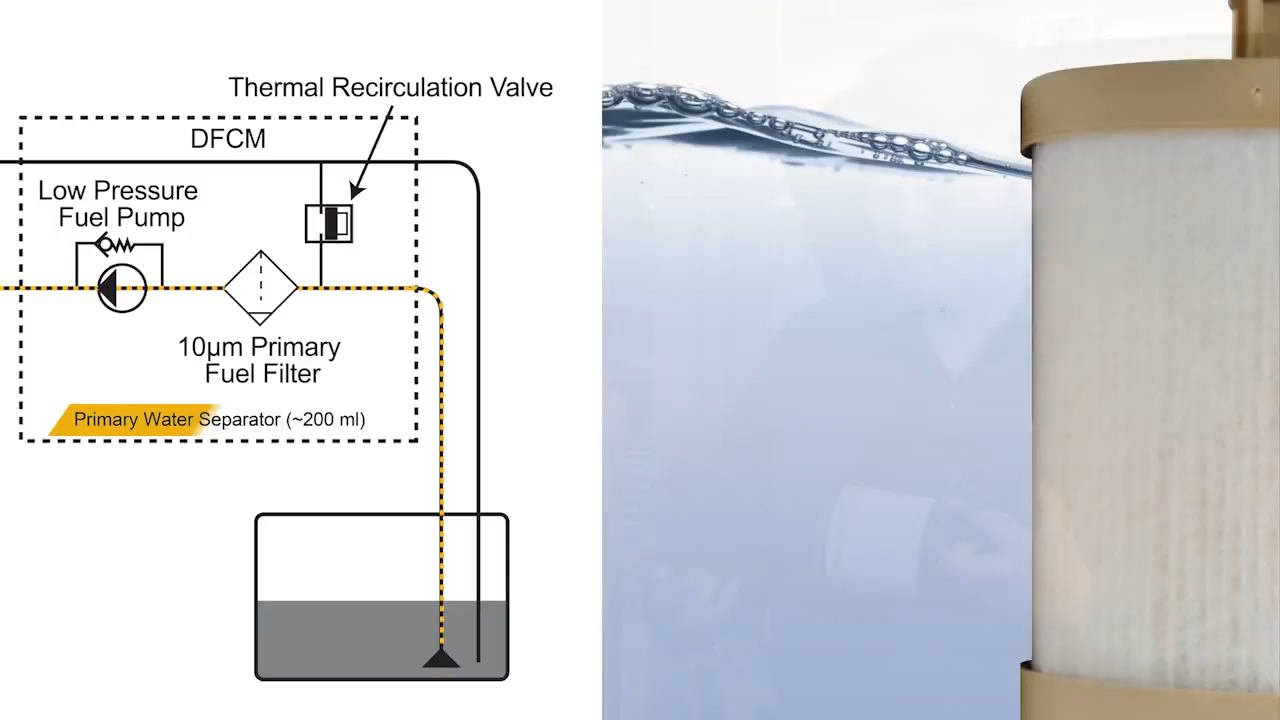 Thermal Recirculation Valve
DFCM
Low Pressure
Fuel Pump
10µm Primary
Fuel Filter
Primary Water Separator (~200 ml)